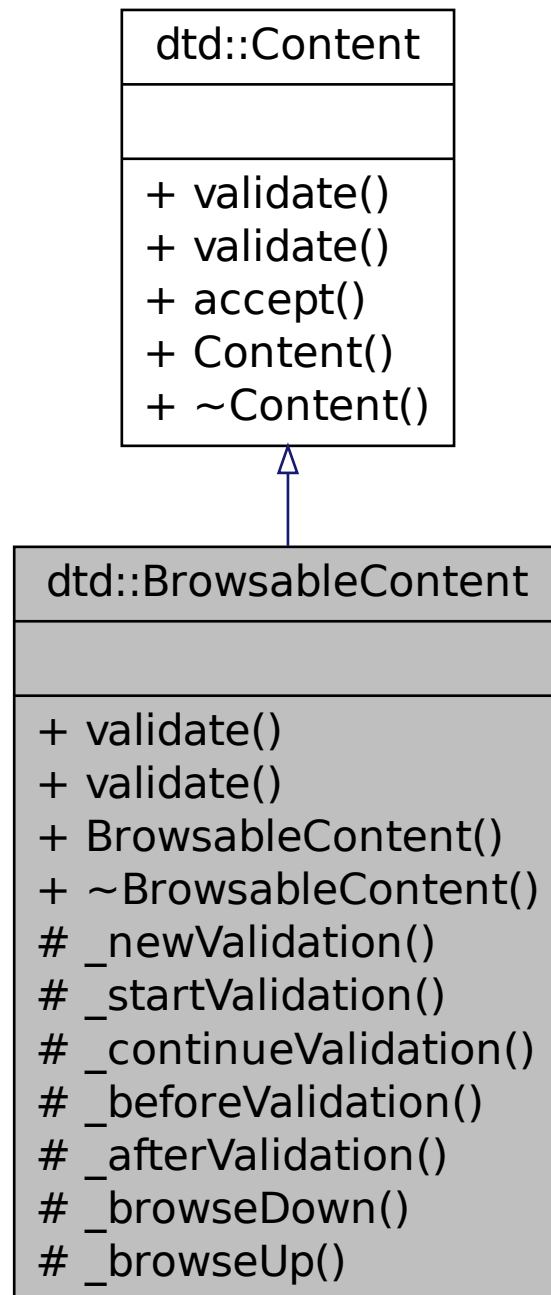 dtd::Content
+ validate()
+ validate()
+ accept()
+ Content()
+ ~Content()
dtd::BrowsableContent
+ validate()
+ validate()
+ BrowsableContent()
+ ~BrowsableContent()
# _newValidation()
# _startValidation()
# _continueValidation()
# _beforeValidation()
# _afterValidation()
# _browseDown()
# _browseUp()